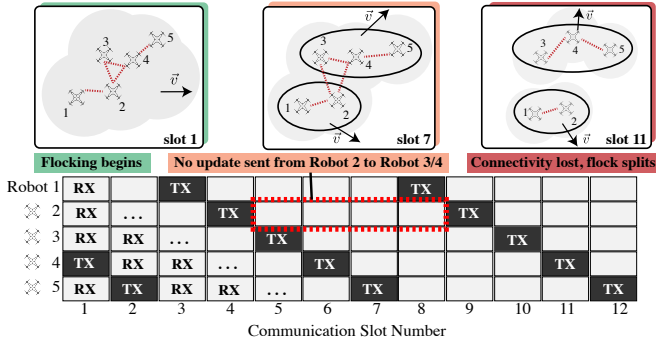 3
5
4
1
2
v
slot 1
3
5
4
1
2
v
v
slot 7
3
4
5
v
1
2
v
slot 11
Flocking begins
No update sent from Robot 2 to Robot 3/4
Connectivity lost, flock splits
Robot 1 RX TX TX
2 RX ... TX TX
3 RX RX ... TX TX
4 TX RX RX ... TX TX
5 RX TX RX RX ... TX TX
1 2 3 4 5 6 7 8 9 10 11 12
Communication Slot Number